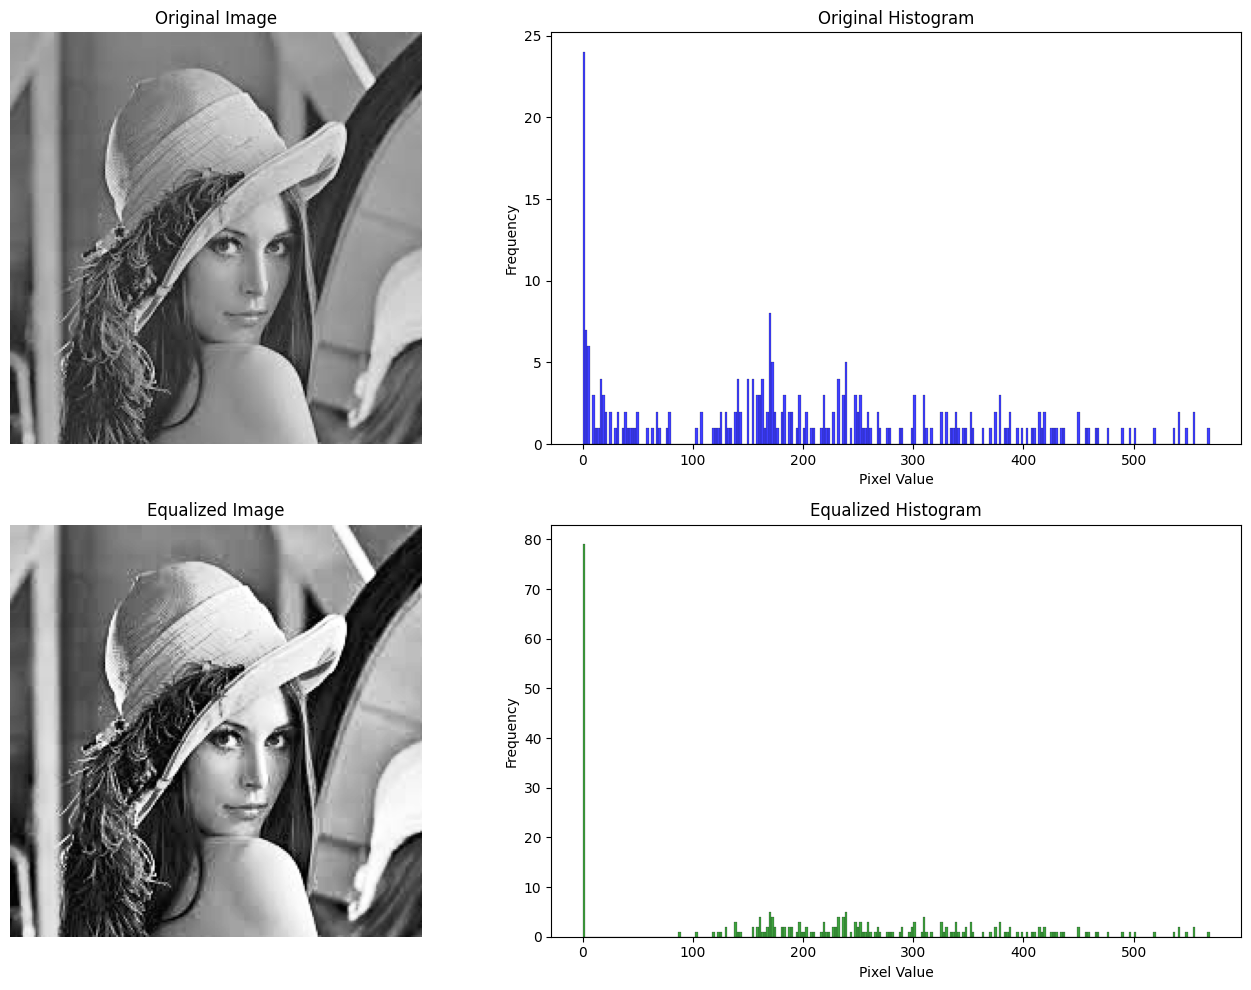 Original Image
Original Histogram
Frequency
25
20
15
10
5
0
0 100 200 300 400 500
Pixel Value
Equalized Image
Equalized Histogram
Frequency
80
70
60
50
40
30
20
10
0
0 100 200 300 400 500
Pixel Value